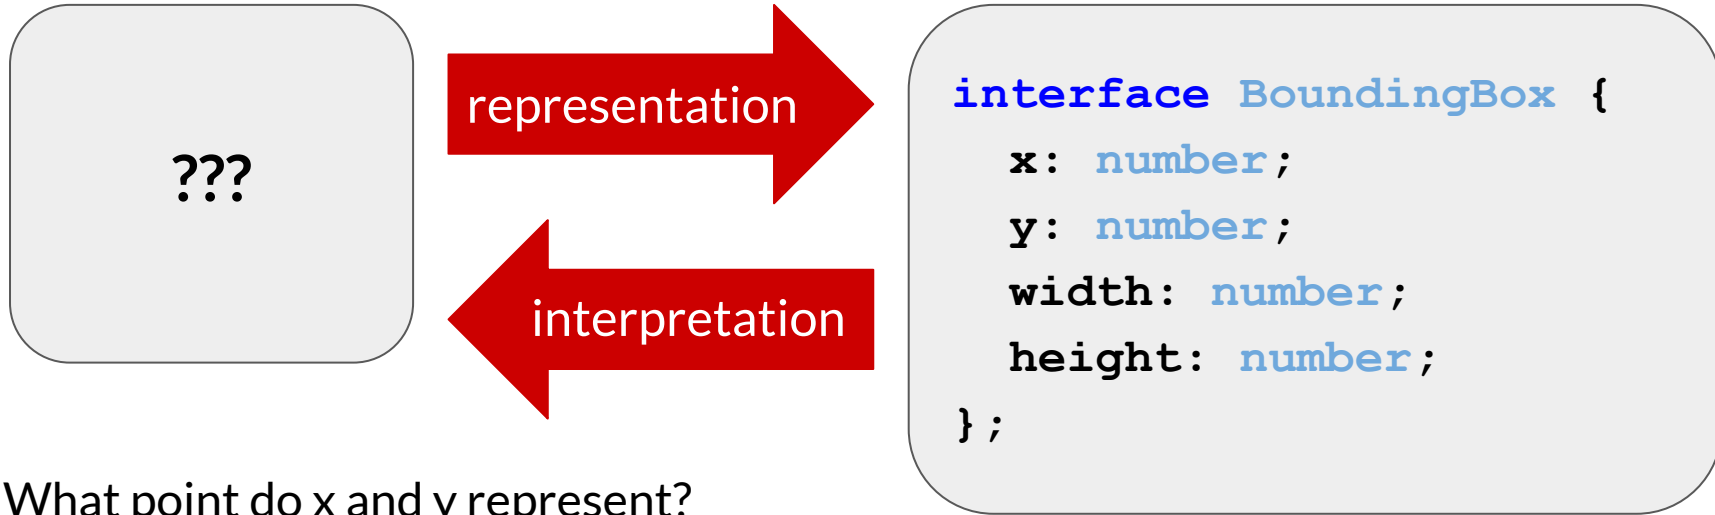 ???
representation
interpretation
interface BoundingBox {
x: number;
y: number;
width: number;
height: number;
};
What point do x and y represent?